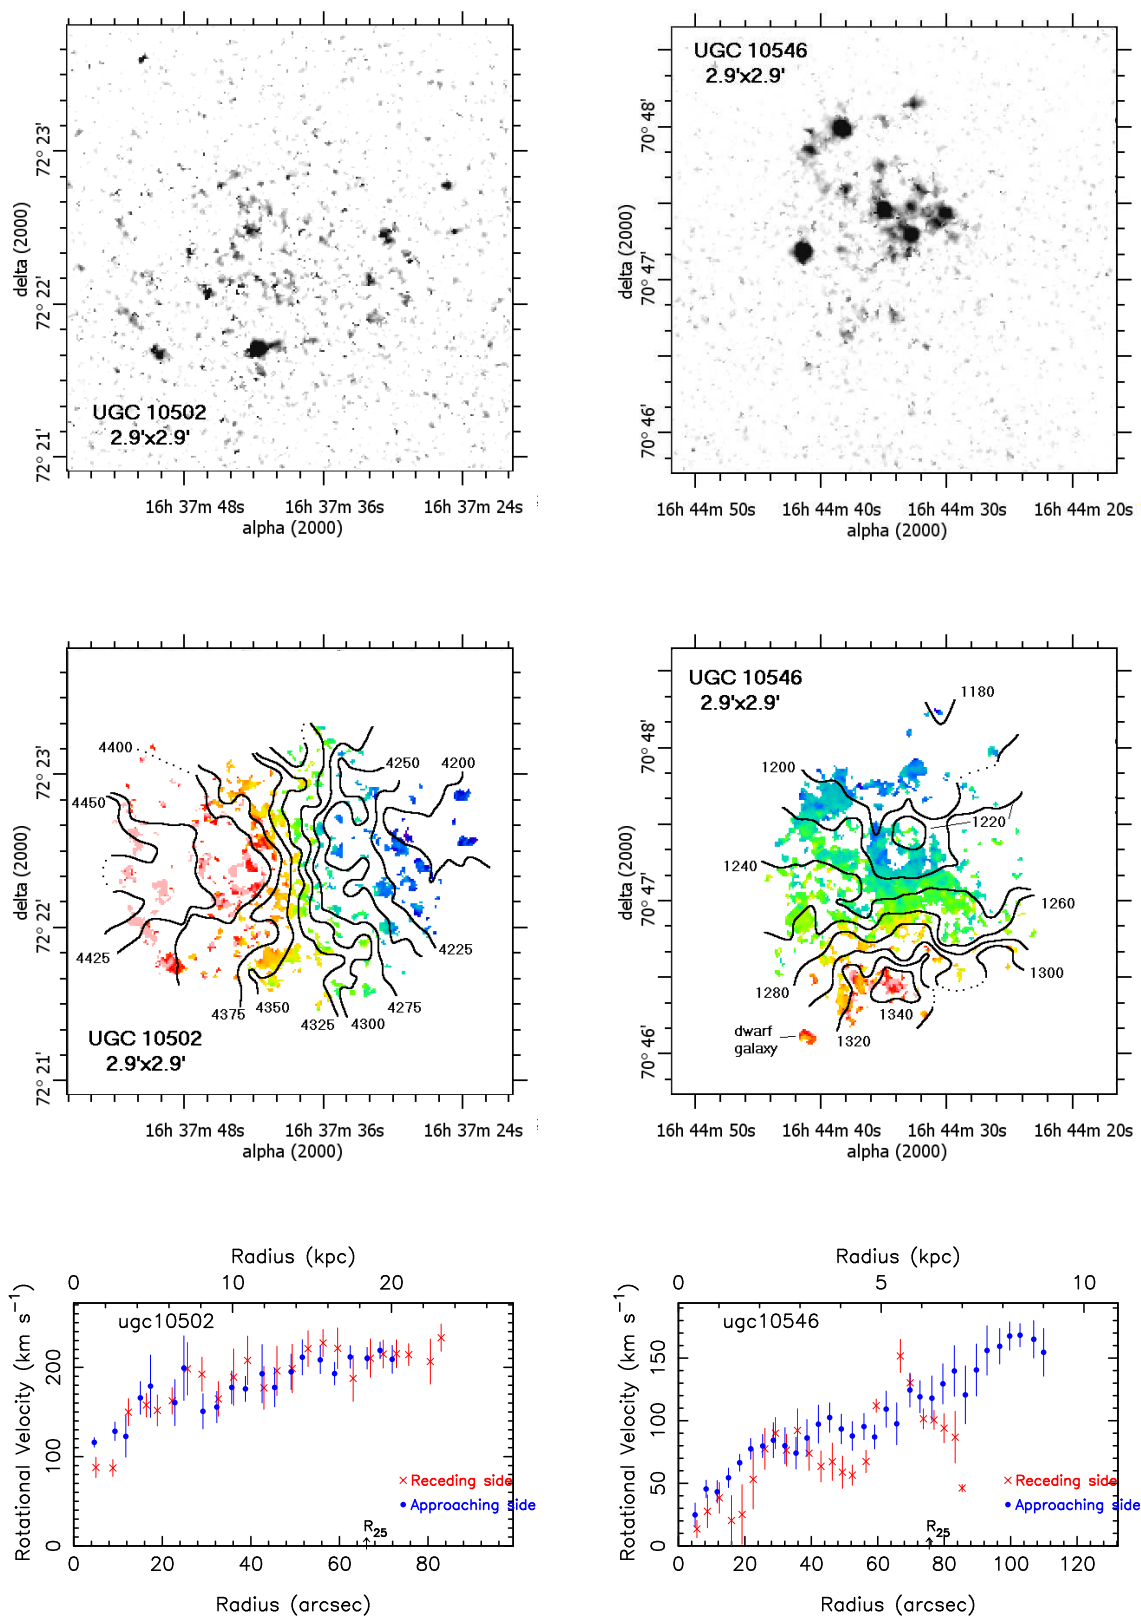 UGC 10502
2.9'x2.9'
delta (2000)
72° 23'
72° 22'
72° 21'
16h 37m 48s 16h 37m 36s 16h 37m 24s
alpha (2000)
UGC 10546
2.9'x2.9'
delta (2000)
70° 48'
70° 47'
70° 46'
16h 44m 50s 16h 44m 40s 16h 44m 30s 16h 44m 20s
alpha (2000)
4400
4250 4200
4450
4425
4225
4375 4350
4325 4300
4275
UGC 10502
2.9'x2.9'
delta (2000)
72° 23'
72° 22'
72° 21'
16h 37m 48s 16h 37m 36s 16h 37m 24s
alpha (2000)
UGC 10546
2.9'x2.9'
1180
1200
1220
1240
1260
1280
1300
1340
1320
dwarf
galaxy
delta (2000)
70° 48'
70° 47'
70° 46'
16h 44m 50s 16h 44m 40s 16h 44m 30s 16h 44m 20s
alpha (2000)
Radius (kpc)
0 10 20
ugc10502
Rotational Velocity (km s⁻¹)
200
100
0
× Receding side
• Approaching side
R₂₅
0 20 40 60 80
Radius (arcsec)
Radius (kpc)
0 5 10
ugc10546
Rotational Velocity (km s⁻¹)
150
100
50
0
× Receding side
• Approaching side
R₂₅
0 20 40 60 80 100 120
Radius (arcsec)